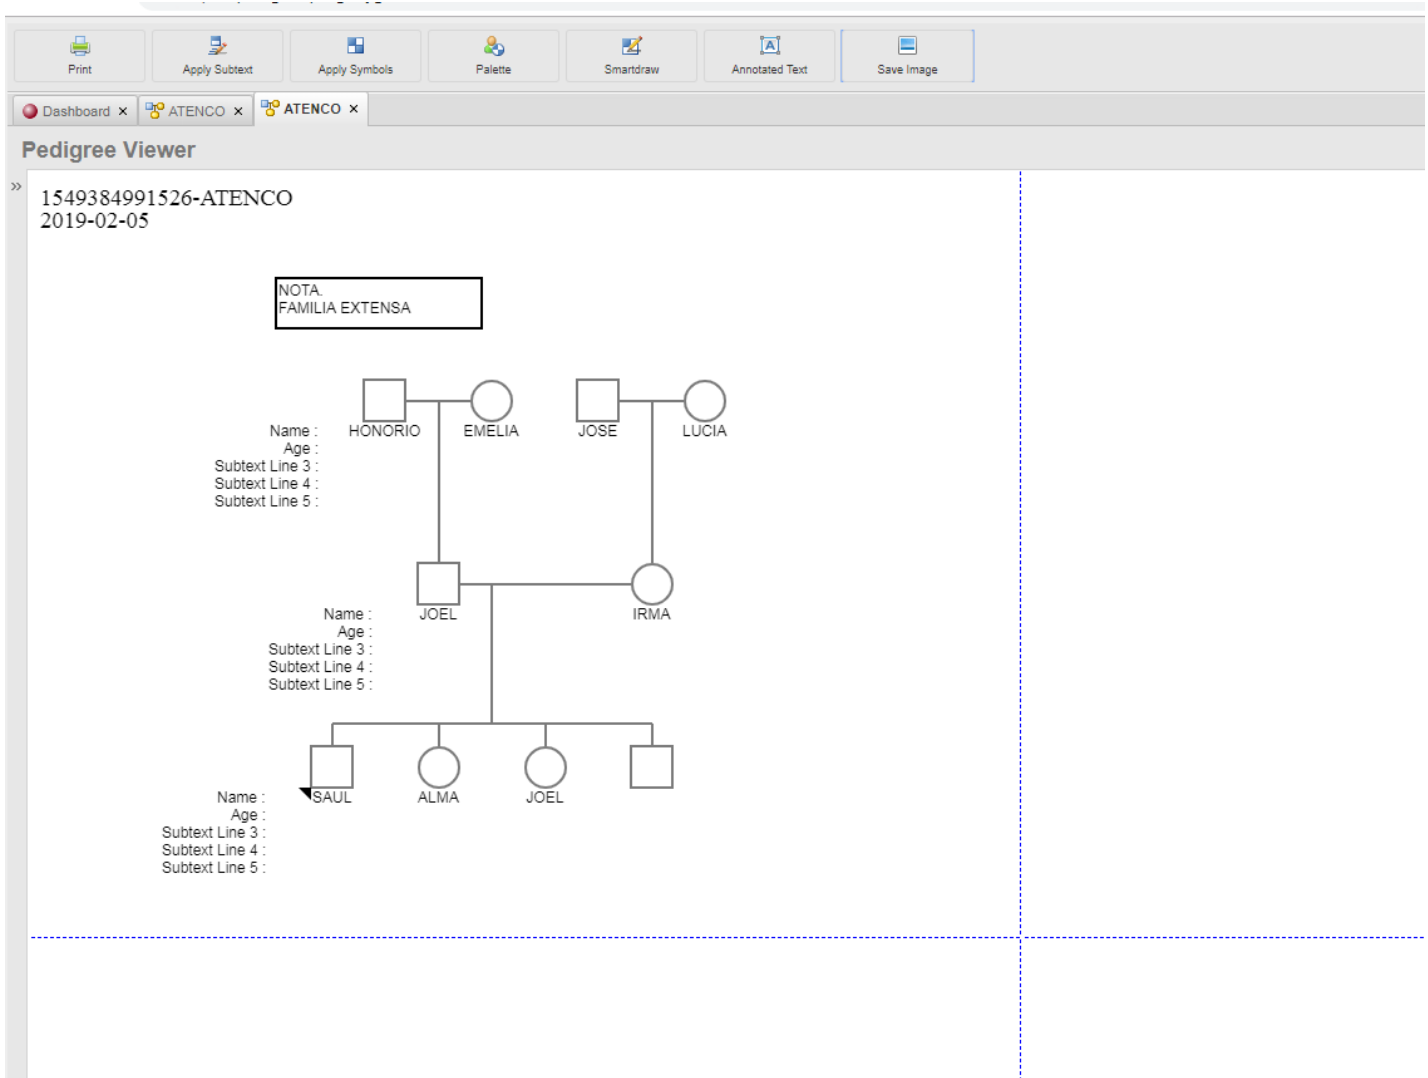 Print Apply Subtext Apply Symbols Palette Smartdraw Annotated Text Save Image
Dashboard × ATENCO × ATENCO ×
Pedigree Viewer
»
1549384991526-ATENCO
2019-02-05
NOTA.
FAMILIA EXTENSA
Name : HONORIO EMELIA JOSE LUCIA
Age :
Subtext Line 3 :
Subtext Line 4 :
Subtext Line 5 :
Name : JOEL IRMA
Age :
Subtext Line 3 :
Subtext Line 4 :
Subtext Line 5 :
Name : SAUL ALMA JOEL
Age :
Subtext Line 3 :
Subtext Line 4 :
Subtext Line 5 :